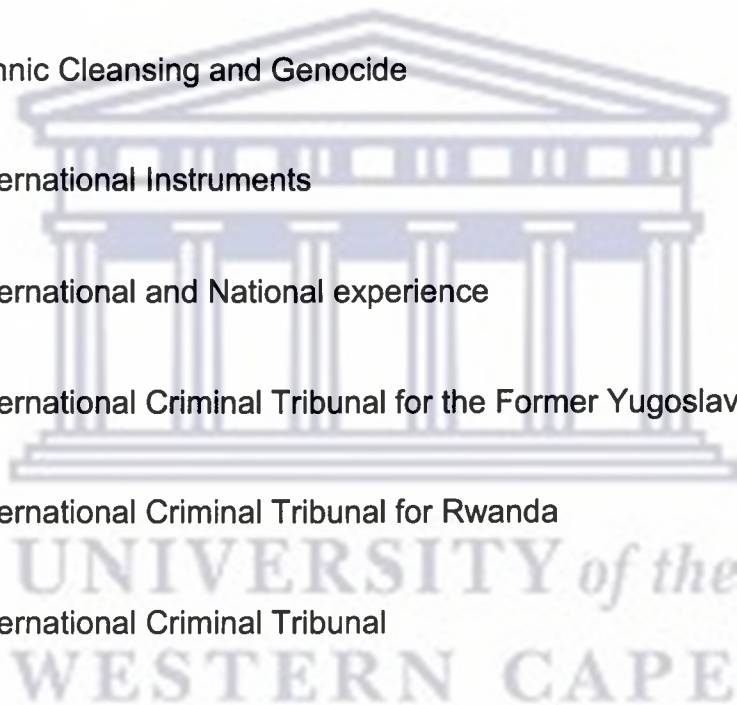 hnic Cleansing and Genocide
ernational Instruments
ernational and National experience
ernational Criminal Tribunal for the Former Yugoslav
ernational Criminal Tribunal for Rwanda
UNIVERSITY of the
ernational Criminal Tribunal
WESTERN CAPE